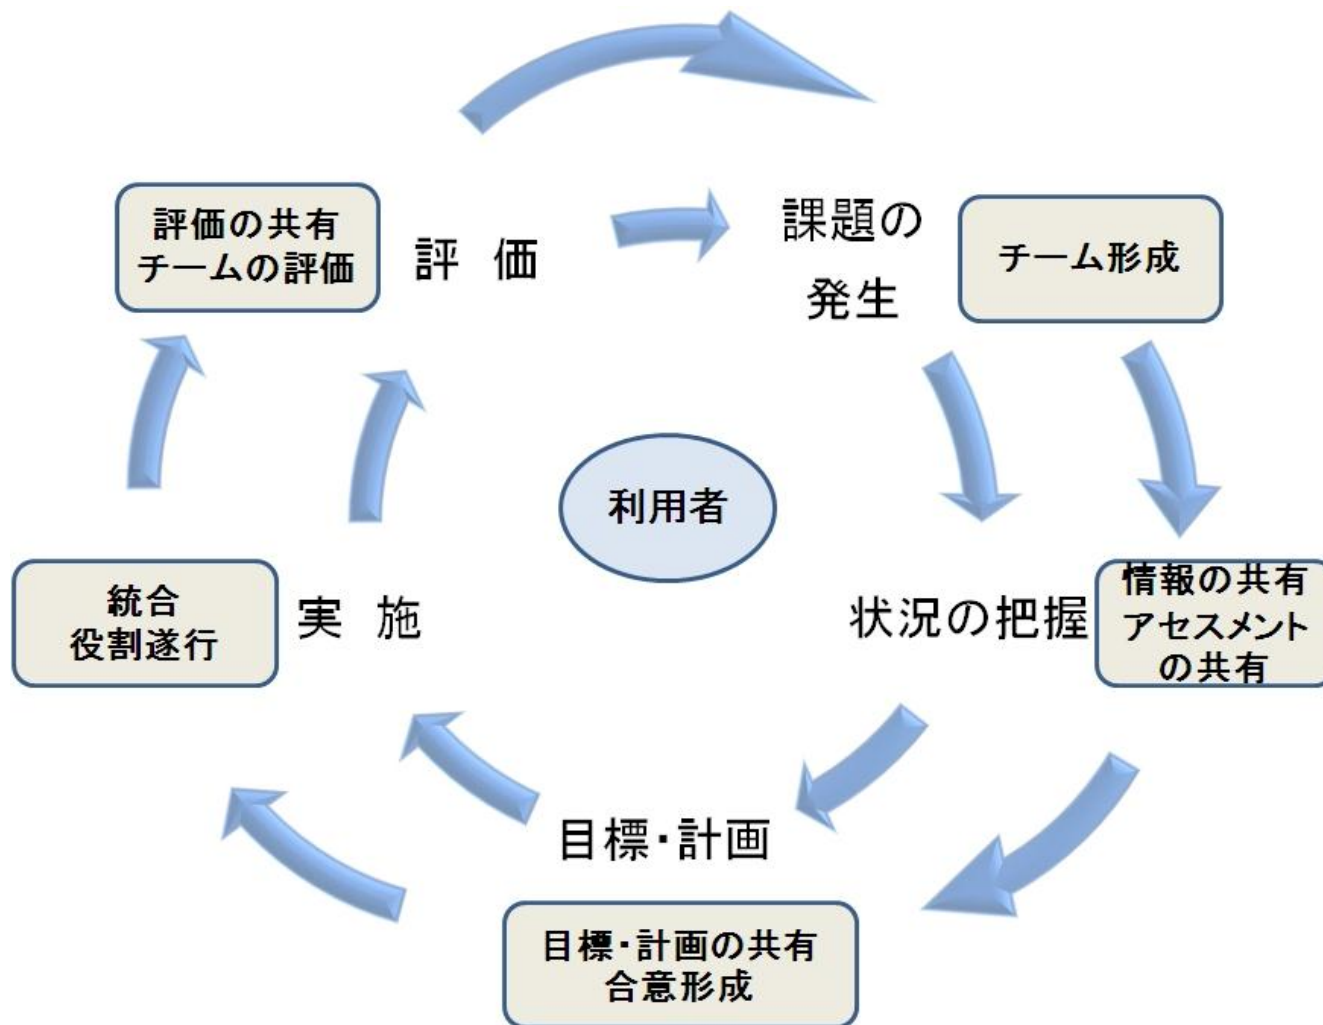 評価の共有
チームの評価
評 価
課題の
発生
チーム形成
利用者
統合
役割遂行
実 施
状況の把握
情報の共有
アセスメント
の共有
目標・計画
目標・計画の共有
合意形成